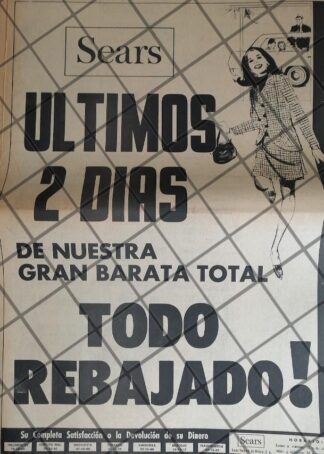 Sears
ULTIMOS
2 DIAS
DE NUESTRA
GRAN BARATA TOTAL
TODO
REBAJADO!
Su Completa Satisfacción o la Devolución de su Dinero
Sears
HORARIO